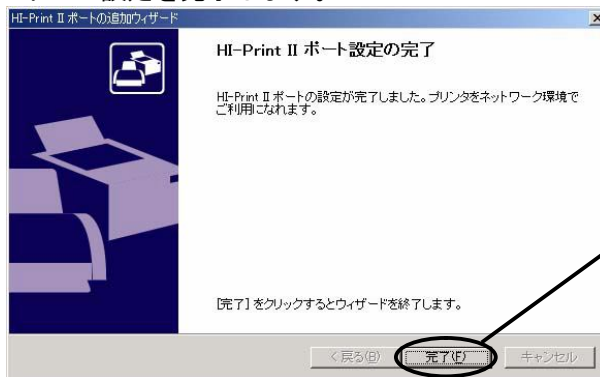 HI-Print Ⅱ ポートの追加ウィザード
HI-Print Ⅱ ポート設定の完了
HI-Print Ⅱ ポートの設定が完了しました。プリンタをネットワーク環境で
ご利用になれます。
[完了] をクリックするとウィザードを終了します。
< 戻る(B)
完了(F)
キャンセル